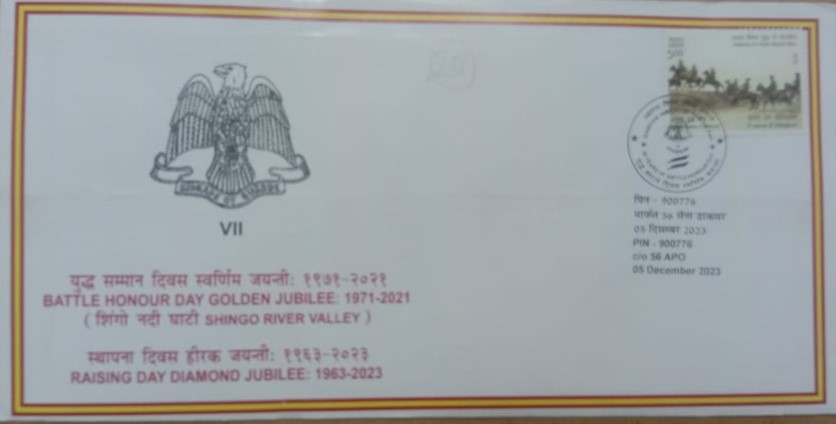 VII
युद्ध सम्मान दिवस स्वर्णिम जयन्ती: १९७१-२०२१
BATTLE HONOUR DAY GOLDEN JUBILEE: 1971-2021
( शिंगो नदी घाटी SHINGO RIVER VALLEY )
स्थापना दिवस हीरक जयन्ती: १९६३-२०२३
RAISING DAY DIAMOND JUBILEE: 1963-2023
पिन - 900776
मार्फत 56 सेना डाकघर
05 दिसम्बर 2023
PIN - 900776
c/o 56 APO
05 December 2023